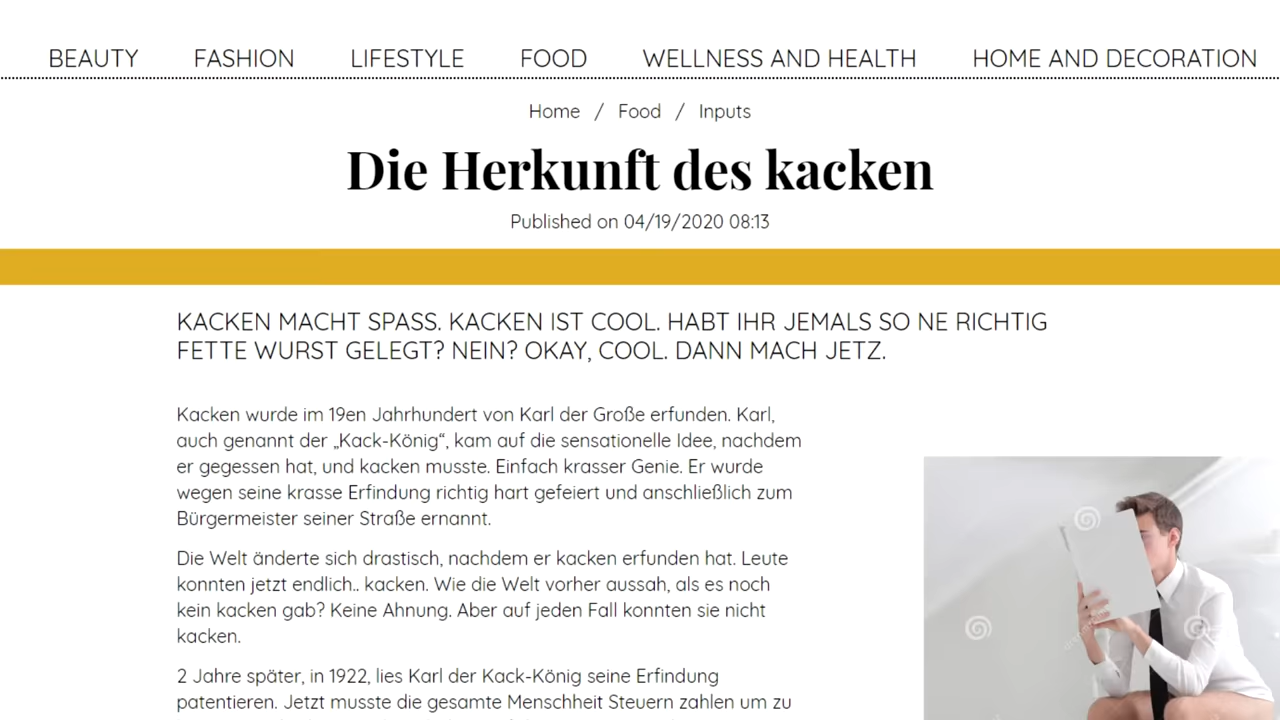 BEAUTY FASHION LIFESTYLE FOOD WELLNESS AND HEALTH HOME AND DECORATION
Home / Food / Inputs
Die Herkunft des kacken
Published on 04/19/2020 08:13
KACKEN MACHT SPASS. KACKEN IST COOL. HABT IHR JEMALS SO NE RICHTIG
FETTE WURST GELEGT? NEIN? OKAY, COOL. DANN MACH JETZ.
Kacken wurde im 19en Jahrhundert von Karl der Große erfunden. Karl,
auch genannt der „Kack-König“, kam auf die sensationelle Idee, nachdem
er gegessen hat, und kacken musste. Einfach krasser Genie. Er wurde
wegen seine krasse Erfindung richtig hart gefeiert und anschließlich zum
Bürgermeister seiner Straße ernannt.
Die Welt änderte sich drastisch, nachdem er kacken erfunden hat. Leute
konnten jetzt endlich.. kacken. Wie die Welt vorher aussah, als es noch
kein kacken gab? Keine Ahnung. Aber auf jeden Fall konnten sie nicht
kacken.
2 Jahre später, in 1922, lies Karl der Kack-König seine Erfindung
patentieren. Jetzt musste die gesamte Menschheit Steuern zahlen um zu